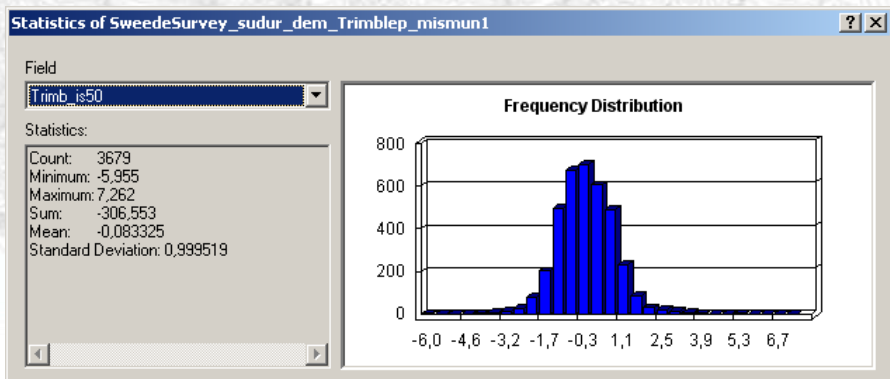 Statistics of SweedeSurvey_sudur_dem_Trimblep_mismun1
Field
Trimb_is50
Statistics:
Count: 3679
Minimum: -5,955
Maximum: 7,262
Sum: -306,553
Mean: -0,083325
Standard Deviation: 0,999519
Frequency Distribution
800
600
400
200
0
-6,0 -4,6 -3,2 -1,7 -0,3 1,1 2,5 3,9 5,3 6,7